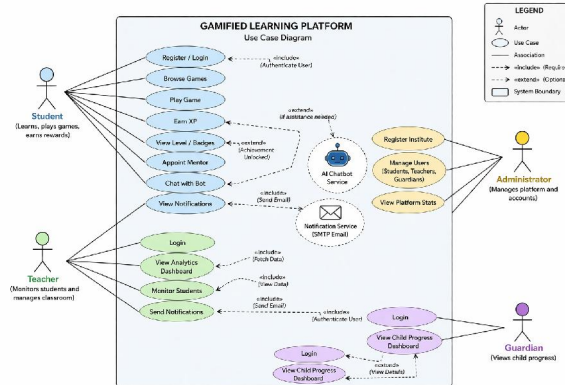 GAMIFIED LEARNING PLATFORM
Use Case Diagram
LEGEND
Actor
Use Case
Association
«include» (Require
«extend» (Optiona
System Boundary
Student
(Learns, plays games,
earns rewards)
Register / Login
«include»
(Authenticate User)
Browse Games
Play Game
Earn XP
«extend»
(if assistance needed)
View Level / Badges
«extend»
(Achievement
Unlocked)
Appoint Mentor
Chat with Bot
View Notifications
«include»
(Send Email)
AI Chatbot
Service
Notification Service
(SMTP Email)
Register Institute
Manage Users
(Students, Teachers,
Guardians)
View Platform Stats
Administrator
(Manages platform and
accounts)
Teacher
(Monitors students and
manages classroom)
Login
View Analytics
Dashboard
«include»
(Fetch Data)
Monitor Students
«include»
(View Data)
Send Notifications
«include»
(Send Email)
«include»
(Authenticate User)
Login
View Child Progress
Dashboard
Guardian
(Views child progress)
Login
View Child Progress
Dashboard
«extend»
(View Details)